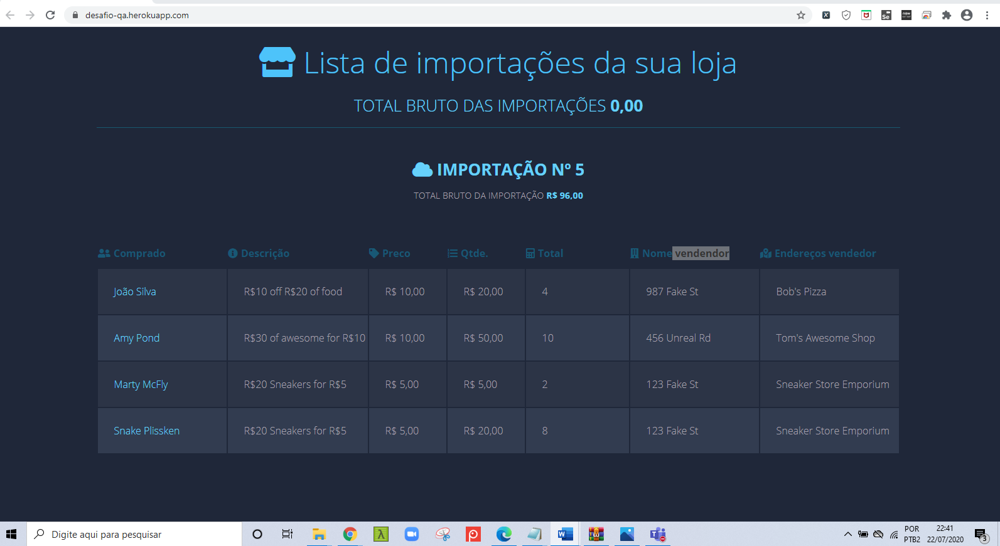 desafio-qa.herokuapp.com
Lista de importações da sua loja
TOTAL BRUTO DAS IMPORTAÇÕES 0,00
IMPORTAÇÃO Nº 5
TOTAL BRUTO DA IMPORTAÇÃO R$ 96,00
Comprado Descrição Preco Qtde. Total Nome vendendor Endereços vendedor
João Silva R$10 off R$20 of food R$ 10,00 R$ 20,00 4 987 Fake St Bob's Pizza
Amy Pond R$30 of awesome for R$10 R$ 10,00 R$ 50,00 10 456 Unreal Rd Tom's Awesome Shop
Marty McFly R$20 Sneakers for R$5 R$ 5,00 R$ 5,00 2 123 Fake St Sneaker Store Emporium
Snake Plissken R$20 Sneakers for R$5 R$ 5,00 R$ 20,00 8 123 Fake St Sneaker Store Emporium
Digite aqui para pesquisar
POR 22:41
PTB2 22/07/2020 3